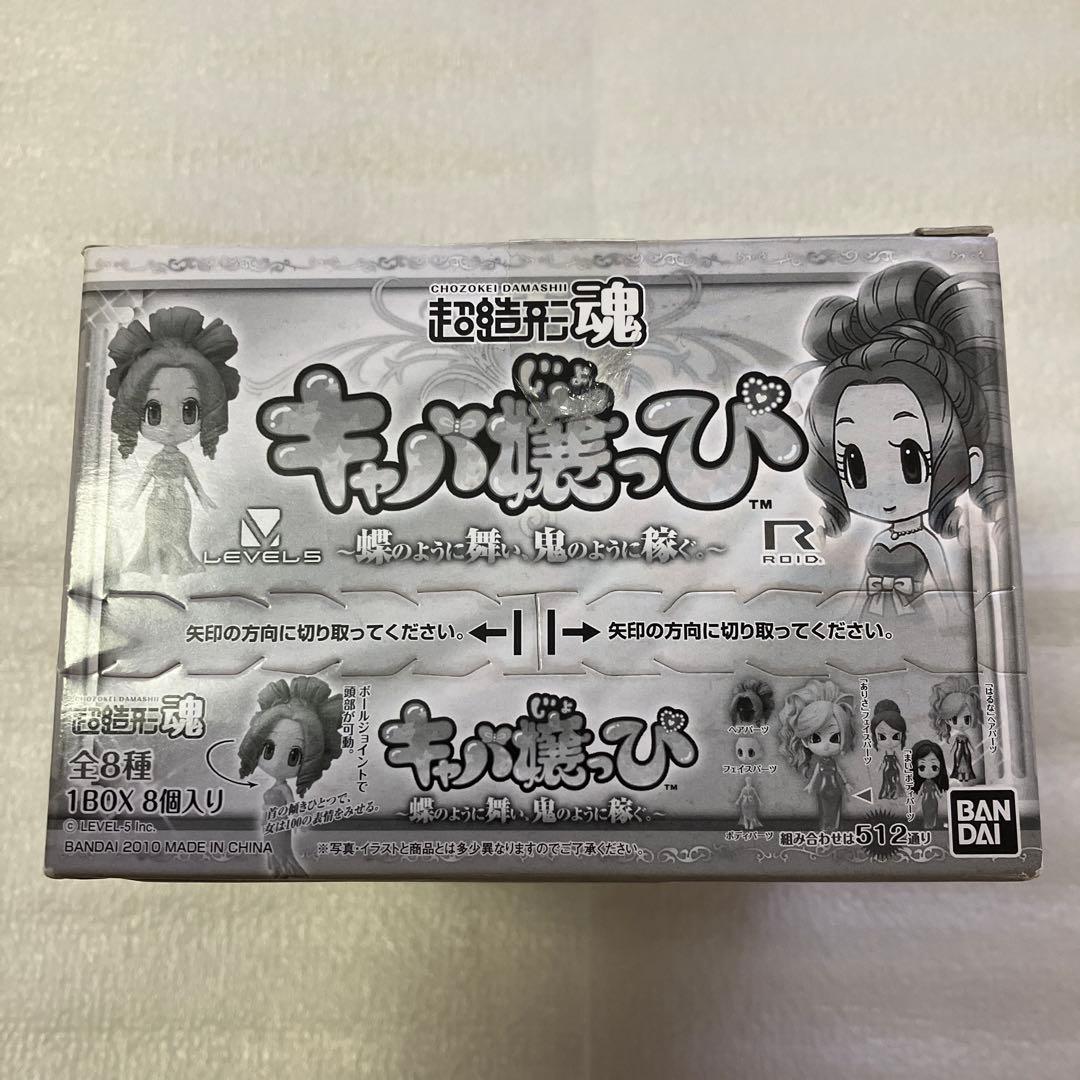 CHOZOKEI DAMASHII
超造形魂
じょ
キャバ嬢っぴ™
～蝶のように舞い、鬼のように稼ぐ。～
LEVEL5
ROID®
矢印の方向に切り取ってください。
矢印の方向に切り取ってください。
CHOZOKEI DAMASHII
超造形魂
全8種
1BOX 8個入り
© LEVEL-5 Inc.
BANDAI 2010 MADE IN CHINA
ボールジョイントで
頭部が可動。
首の傾きひとつで、
女は100の表情をみせる。
じょ
キャバ嬢っぴ™
～蝶のように舞い、鬼のように稼ぐ。～
※写真・イラストと商品とは多少異なりますのでご了承ください。
ヘアパーツ
フェイスパーツ
ボディパーツ
「ありさ」フェイスパーツ
「まい」ボディパーツ
「はるな」ヘアパーツ
組み合わせは512通り
BAN
DAI